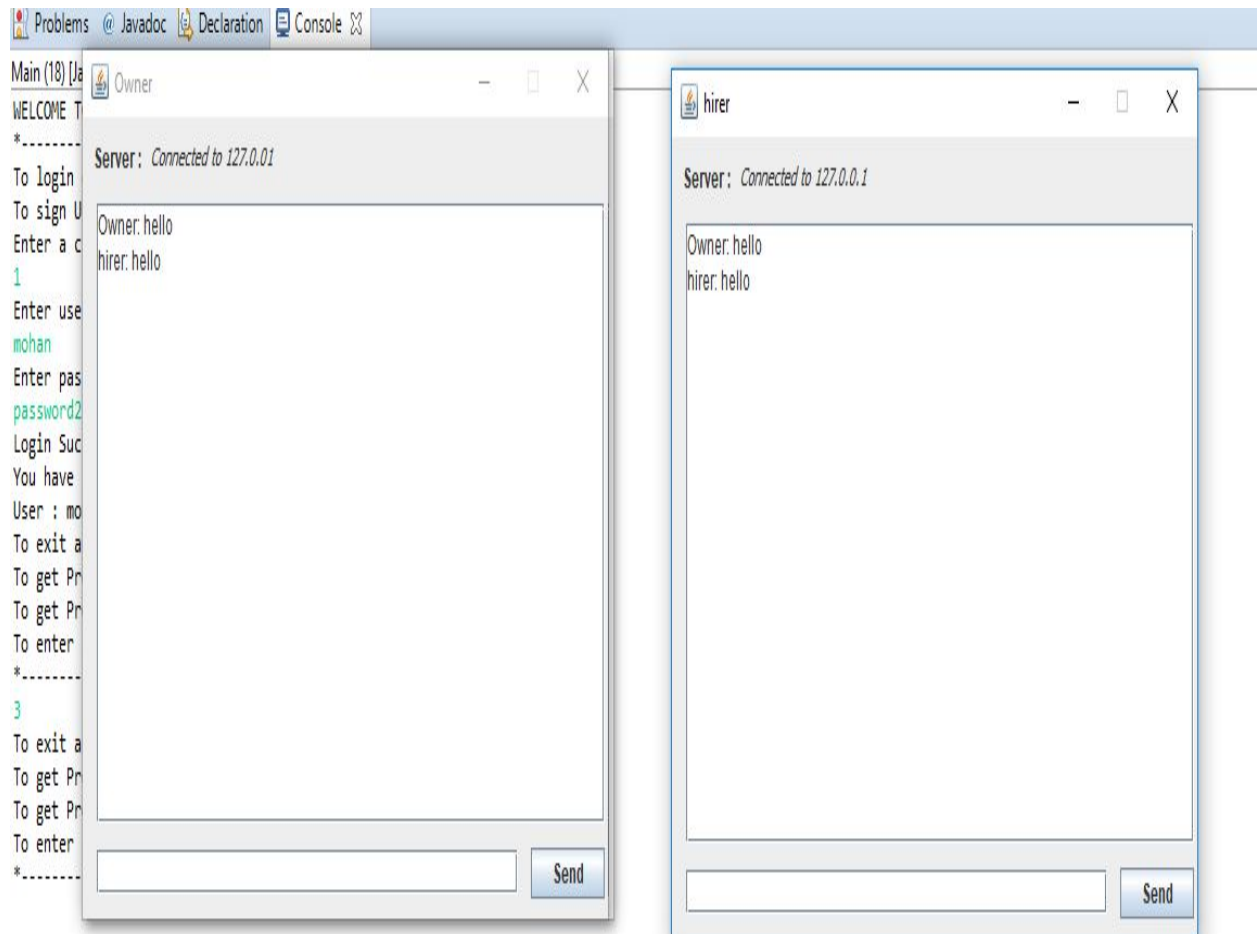 Problems @ Javadoc Declaration Console
Main (18) [Ja
WELCOME T
*--------
To login
To sign U
Enter a c
1
Enter use
mohan
Enter pas
password2
Login Suc
You have
User : mo
To exit a
To get Pr
To get Pr
To enter
*--------
3
To exit a
To get Pr
To get Pr
To enter
*--------
Owner
Server: Connected to 127.0.01
Owner: hello
hirer: hello
Send
hirer
Server: Connected to 127.0.0.1
Owner: hello
hirer: hello
Send